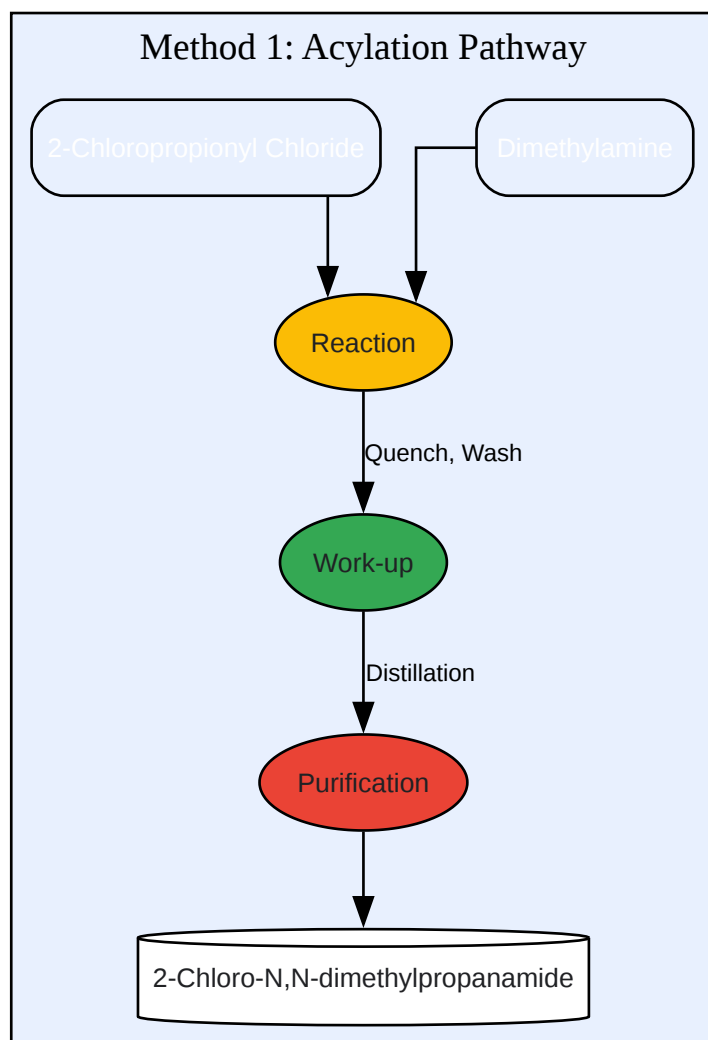 Method 1: Acylation Pathway
2-Chloropropionyl Chloride
Dimethylamine
Reaction
Quench, Wash
Work-up
Distillation
Purification
2-Chloro-N,N-dimethylpropanamide